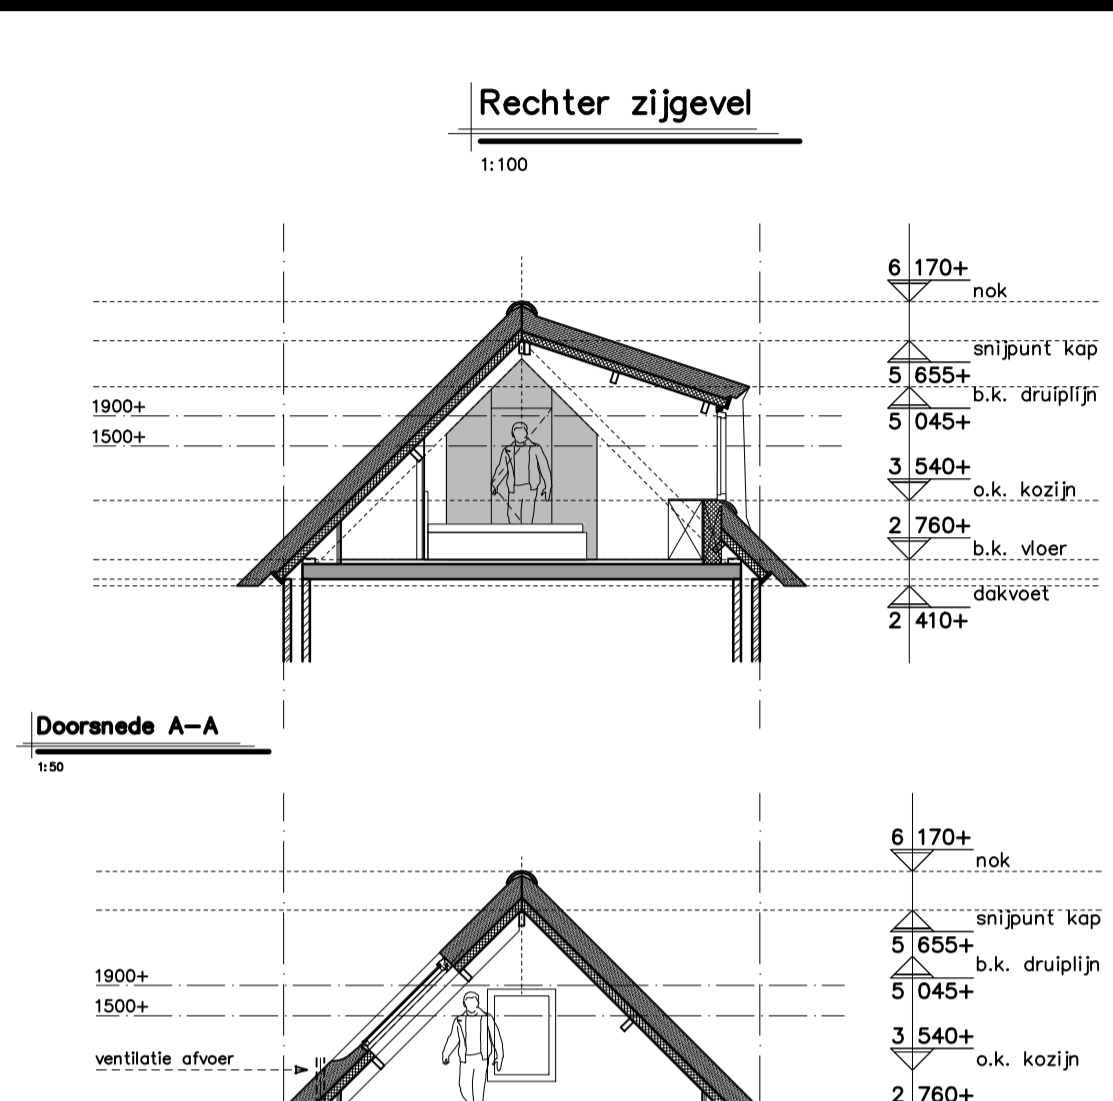 Rechter zijgevel
1:100
6 170+
nok
snijpunt kap
5 655+
b.k. druiplijn
1900+
5 045+
1500+
3 540+
o.k. kozijn
2 760+
b.k. vloer
dakvoet
2 410+
Doorsnede A-A
1:50
6 170+
nok
snijpunt kap
5 655+
b.k. druiplijn
1900+
5 045+
1500+
3 540+
ventilatie afvoer
o.k. kozijn
2 760+